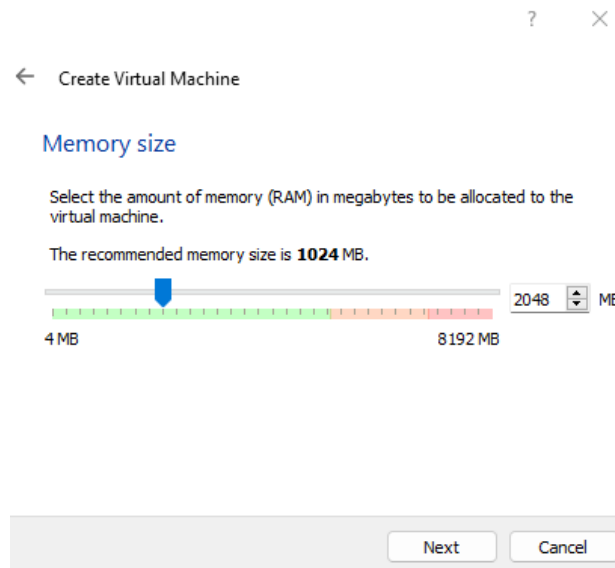 ?
Create Virtual Machine
Memory size
Select the amount of memory (RAM) in megabytes to be allocated to the
virtual machine.
The recommended memory size is 1024 MB.
2048
4 MB 8192 MB
Next Cancel